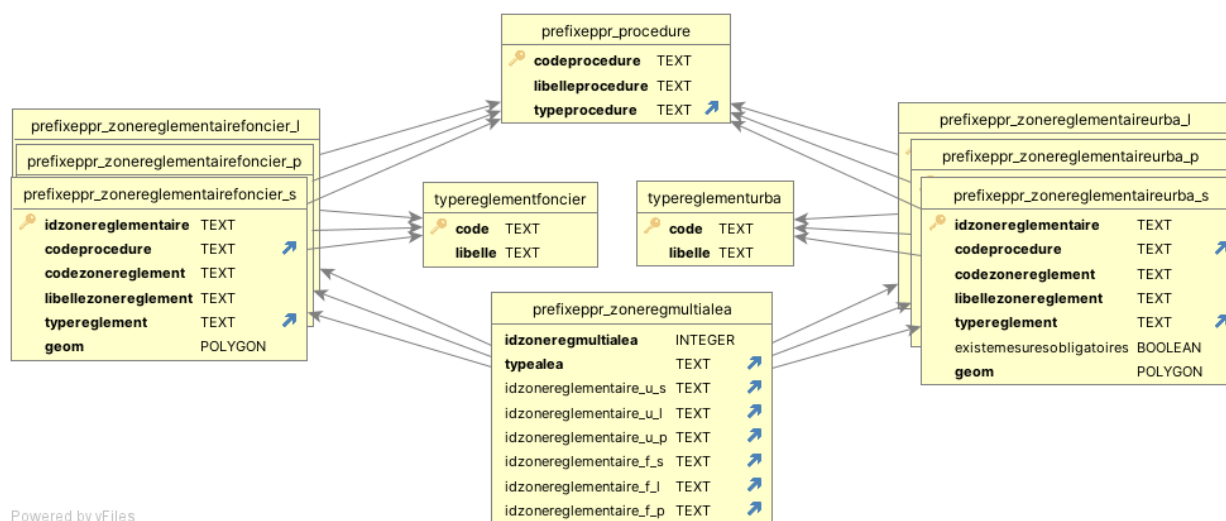 prefixeppr_procedure
codeprocedure TEXT
libelleprocedure TEXT
typeprocedure TEXT
prefixeppr_zonereglementairefoncier_l
prefixeppr_zonereglementairefoncier_p
prefixeppr_zonereglementairefoncier_s
idzonereglementaire TEXT
codeprocedure TEXT
codezonereglement TEXT
libellezonereglement TEXT
typereglement TEXT
geom POLYGON
typereglementfoncier
code TEXT
libelle TEXT
typereglementurba
code TEXT
libelle TEXT
prefixeppr_zonereglementaireurba_l
prefixeppr_zonereglementaireurba_p
prefixeppr_zonereglementaireurba_s
idzonereglementaire TEXT
codeprocedure TEXT
codezonereglement TEXT
libellezonereglement TEXT
typereglement TEXT
existemesuresobligatoires BOOLEAN
geom POLYGON
prefixeppr_zoneregmultialea
idzoneregmultialea INTEGER
typealea TEXT
idzonereglementaire_u_s TEXT
idzonereglementaire_u_l TEXT
idzonereglementaire_u_p TEXT
idzonereglementaire_f_s TEXT
idzonereglementaire_f_l TEXT
idzonereglementaire_f_p TEXT
Powered by yFiles